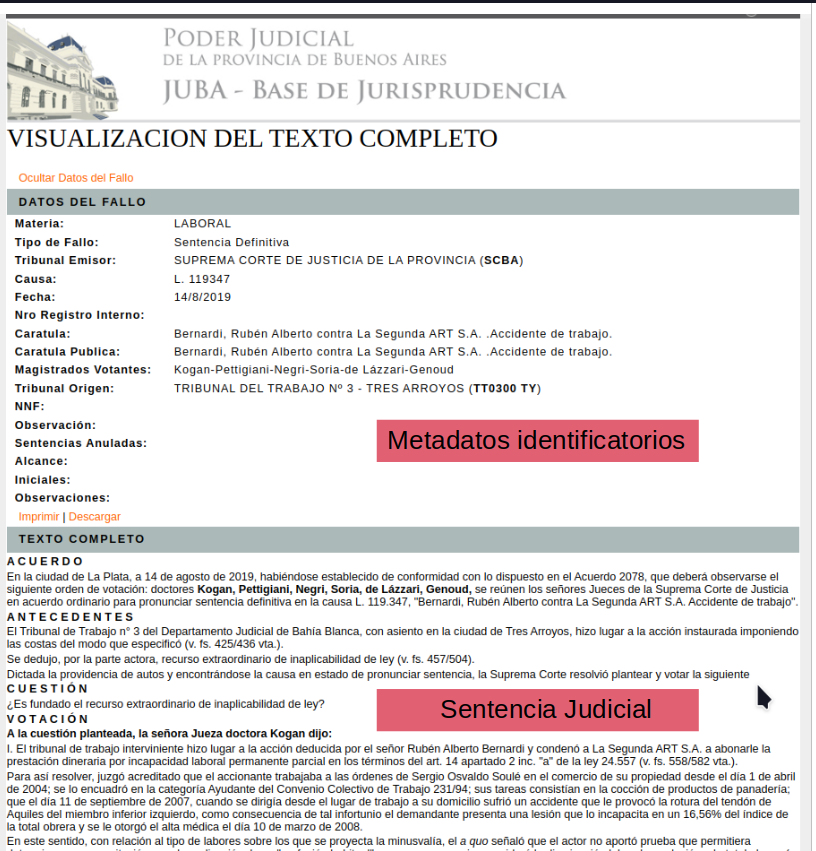 PODER JUDICIAL
DE LA PROVINCIA DE BUENOS AIRES
JUBA - BASE DE JURISPRUDENCIA
VISUALIZACION DEL TEXTO COMPLETO
Ocultar Datos del Fallo
DATOS DEL FALLO
Materia: LABORAL
Tipo de Fallo: Sentencia Definitiva
Tribunal Emisor: SUPREMA CORTE DE JUSTICIA DE LA PROVINCIA (SCBA)
Causa: L. 119347
Fecha: 14/8/2019
Nro Registro Interno:
Caratula: Bernardi, Rubén Alberto contra La Segunda ART S.A. .Accidente de trabajo.
Caratula Publica: Bernardi, Rubén Alberto contra La Segunda ART S.A. .Accidente de trabajo.
Magistrados Votantes: Kogan-Pettigiani-Negri-Soria-de Lázzari-Genoud
Tribunal Origen: TRIBUNAL DEL TRABAJO Nº 3 - TRES ARROYOS (TT0300 TY)
NNF:
Observación:
Metadatos identificatorios
Sentencias Anuladas:
Alcance:
Iniciales:
Observaciones:
Imprimir | Descargar
TEXTO COMPLETO
A C U E R D O
En la ciudad de La Plata, a 14 de agosto de 2019, habiéndose establecido de conformidad con lo dispuesto en el Acuerdo 2078, que deberá observarse el
siguiente orden de votación: doctores Kogan, Pettigiani, Negri, Soria, de Lázzari, Genoud, se reúnen los señores Jueces de la Suprema Corte de Justicia
en acuerdo ordinario para pronunciar sentencia definitiva en la causa L. 119.347, "Bernardi, Rubén Alberto contra La Segunda ART S.A. Accidente de trabajo".
A N T E C E D E N T E S
El Tribunal de Trabajo n° 3 del Departamento Judicial de Bahía Blanca, con asiento en la ciudad de Tres Arroyos, hizo lugar a la acción instaurada imponiendo
las costas del modo que especificó (v. fs. 425/436 vta.).
Se dedujo, por la parte actora, recurso extraordinario de inaplicabilidad de ley (v. fs. 457/504).
Dictada la providencia de autos y encontrándose la causa en estado de pronunciar sentencia, la Suprema Corte resolvió plantear y votar la siguiente
C U E S T I Ó N
¿Es fundado el recurso extraordinario de inaplicabilidad de ley?
Sentencia Judicial
V O T A C I Ó N
A la cuestión planteada, la señora Jueza doctora Kogan dijo:
I. El tribunal de trabajo interviniente hizo lugar a la acción deducida por el señor Rubén Alberto Bernardi y condenó a La Segunda ART S.A. a abonarle la
prestación dineraria por incapacidad laboral permanente parcial en los términos del art. 14 apartado 2 inc. "a" de la ley 24.557 (v. fs. 558/582 vta.).
Para así resolver, juzgó acreditado que el accionante trabajaba a las órdenes de Sergio Osvaldo Soulé en el comercio de su propiedad desde el día 1 de abril
de 2004; se lo encuadró en la categoría Ayudante del Convenio Colectivo de Trabajo 231/94; sus tareas consistían en la cocción de productos de panadería;
que el día 11 de septiembre de 2007, cuando se dirigía desde el lugar de trabajo a su domicilio sufrió un accidente que le provocó la rotura del tendón de
Aquiles del miembro inferior izquierdo, como consecuencia de tal infortunio el demandante presenta una lesión que lo incapacita en un 16,56% del índice de
la total obrera y se le otorgó el alta médica el día 10 de marzo de 2008.
En este sentido, con relación al tipo de labores sobre los que se proyecta la minusvalía, el a quo señaló que el actor no aportó prueba que permitiera